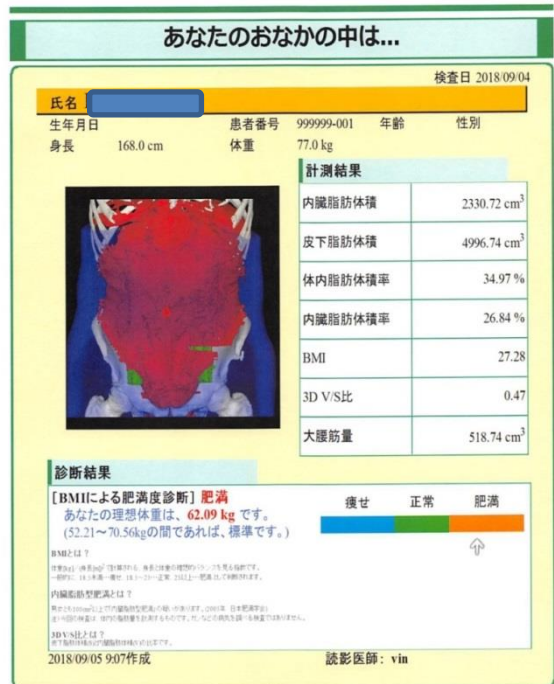 あなたのおなかの中は...
検査日 2018/09/04
氏名
生年月日 患者番号 999999-001 年齢 性別
身長 168.0 cm 体重 77.0 kg
計測結果
内臓脂肪体積 2330.72 cm³
皮下脂肪体積 4996.74 cm³
体内脂肪体積率 34.97 %
内臓脂肪体積率 26.84 %
BMI 27.28
3D V/S比 0.47
大腰筋量 518.74 cm³
診断結果
[BMIによる肥満度診断] 肥満
あなたの理想体重は、62.09 kg です。
(52.21～70.56kgの間であれば、標準です。)
痩せ 正常 肥満
BMIとは？
内臓脂肪型肥満とは？
3D V/S比とは？
2018/09/05 9:07作成 読影医師: vin